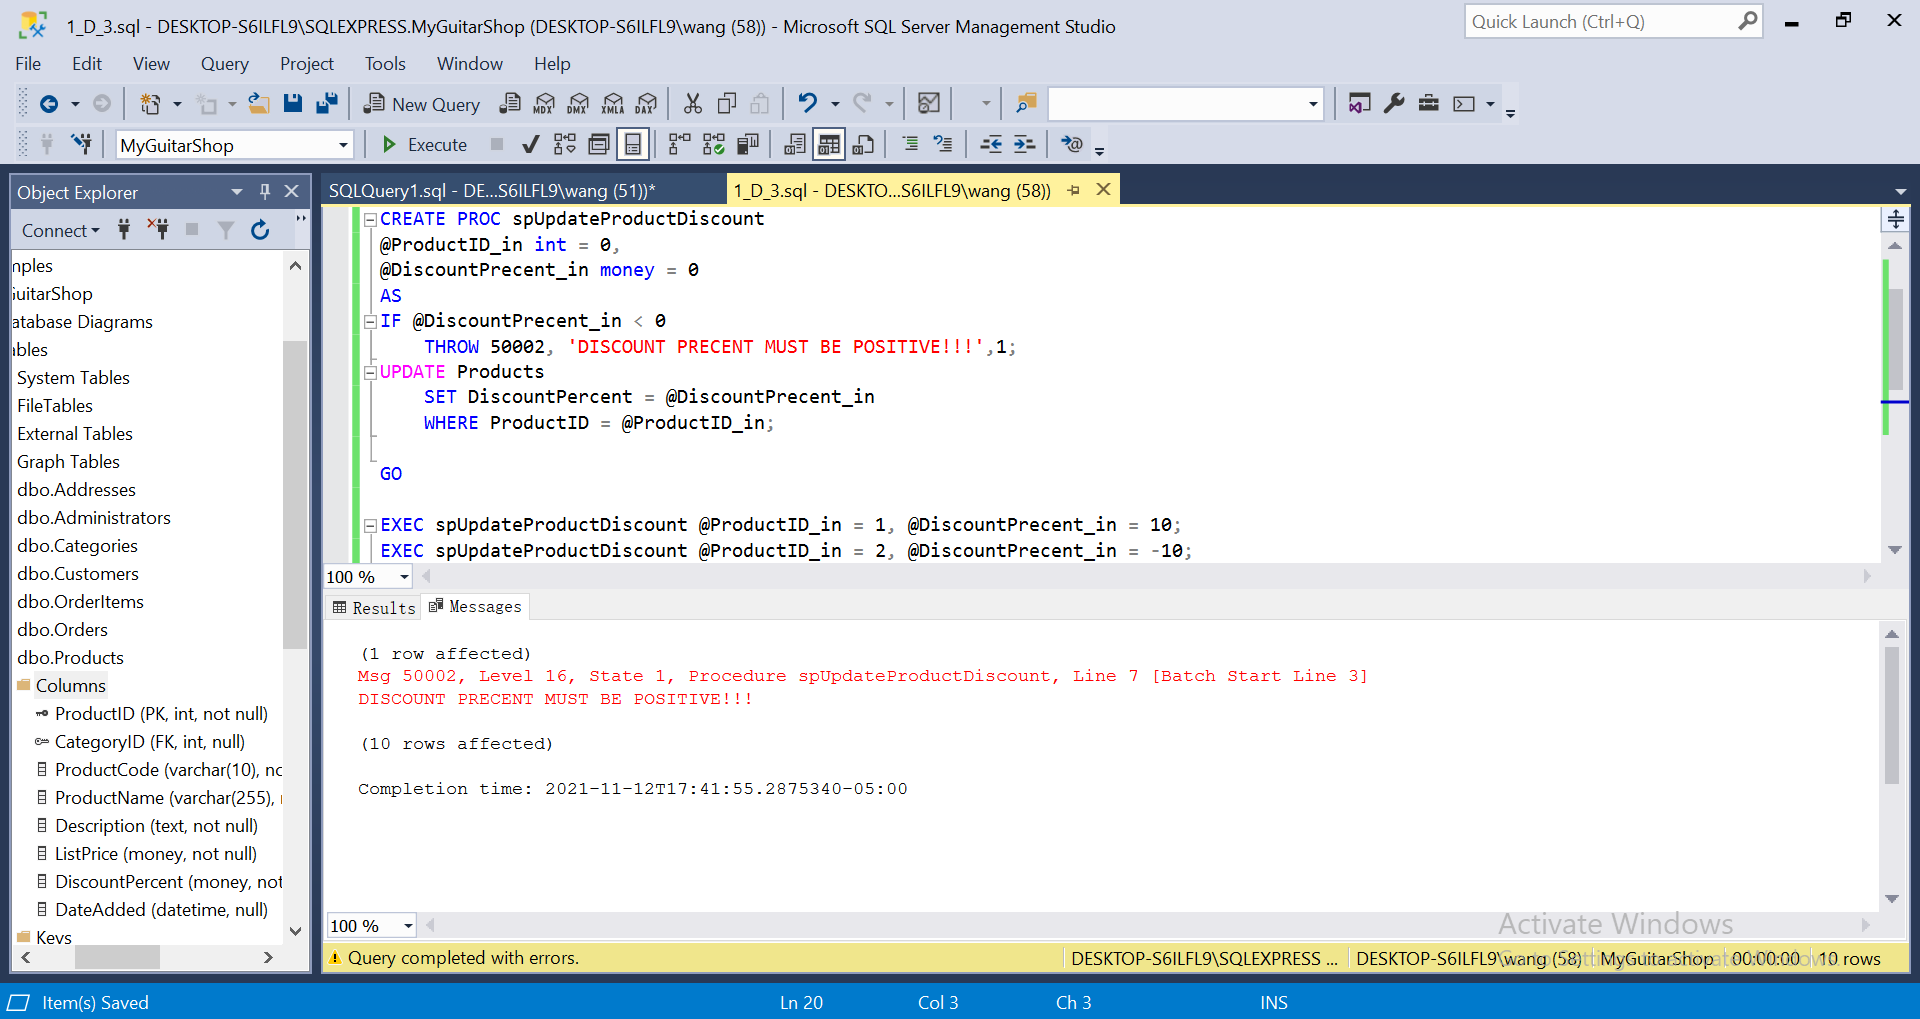 1_D_3.sql - DESKTOP-S6ILFL9\SQLEXPRESS.MyGuitarShop (DESKTOP-S6ILFL9\wang (58)) - Microsoft SQL Server Management Studio
Quick Launch (Ctrl+Q)
File Edit View Query Project Tools Window Help
New Query MDX DMX XMLA DAX
MyGuitarShop Execute
Object Explorer
Connect
mples
uitarShop
atabase Diagrams
bles
System Tables
FileTables
External Tables
Graph Tables
dbo.Addresses
dbo.Administrators
dbo.Categories
dbo.Customers
dbo.OrderItems
dbo.Orders
dbo.Products
Columns
ProductID (PK, int, not null)
CategoryID (FK, int, null)
ProductCode (varchar(10), no
ProductName (varchar(255),
Description (text, not null)
ListPrice (money, not null)
DiscountPercent (money, not
DateAdded (datetime, null)
Keys
SQLQuery1.sql - DE...S6ILFL9\wang (51))*
1_D_3.sql - DESKTO...S6ILFL9\wang (58))
CREATE PROC spUpdateProductDiscount
@ProductID_in int = 0,
@DiscountPrecent_in money = 0
AS
IF @DiscountPrecent_in < 0
THROW 50002, 'DISCOUNT PRECENT MUST BE POSITIVE!!!',1;
UPDATE Products
SET DiscountPercent = @DiscountPrecent_in
WHERE ProductID = @ProductID_in;
GO
EXEC spUpdateProductDiscount @ProductID_in = 1, @DiscountPrecent_in = 10;
EXEC spUpdateProductDiscount @ProductID_in = 2, @DiscountPrecent_in = -10;
100 %
Results Messages
(1 row affected)
Msg 50002, Level 16, State 1, Procedure spUpdateProductDiscount, Line 7 [Batch Start Line 3]
DISCOUNT PRECENT MUST BE POSITIVE!!!
(10 rows affected)
Completion time: 2021-11-12T17:41:55.2875340-05:00
100 %
Activate Windows
Query completed with errors. DESKTOP-S6ILFL9\SQLEXPRESS ... DESKTOP-S6ILFL9\wang (58) MyGuitarShop 00:00:00 10 rows
Item(s) Saved Ln 20 Col 3 Ch 3 INS